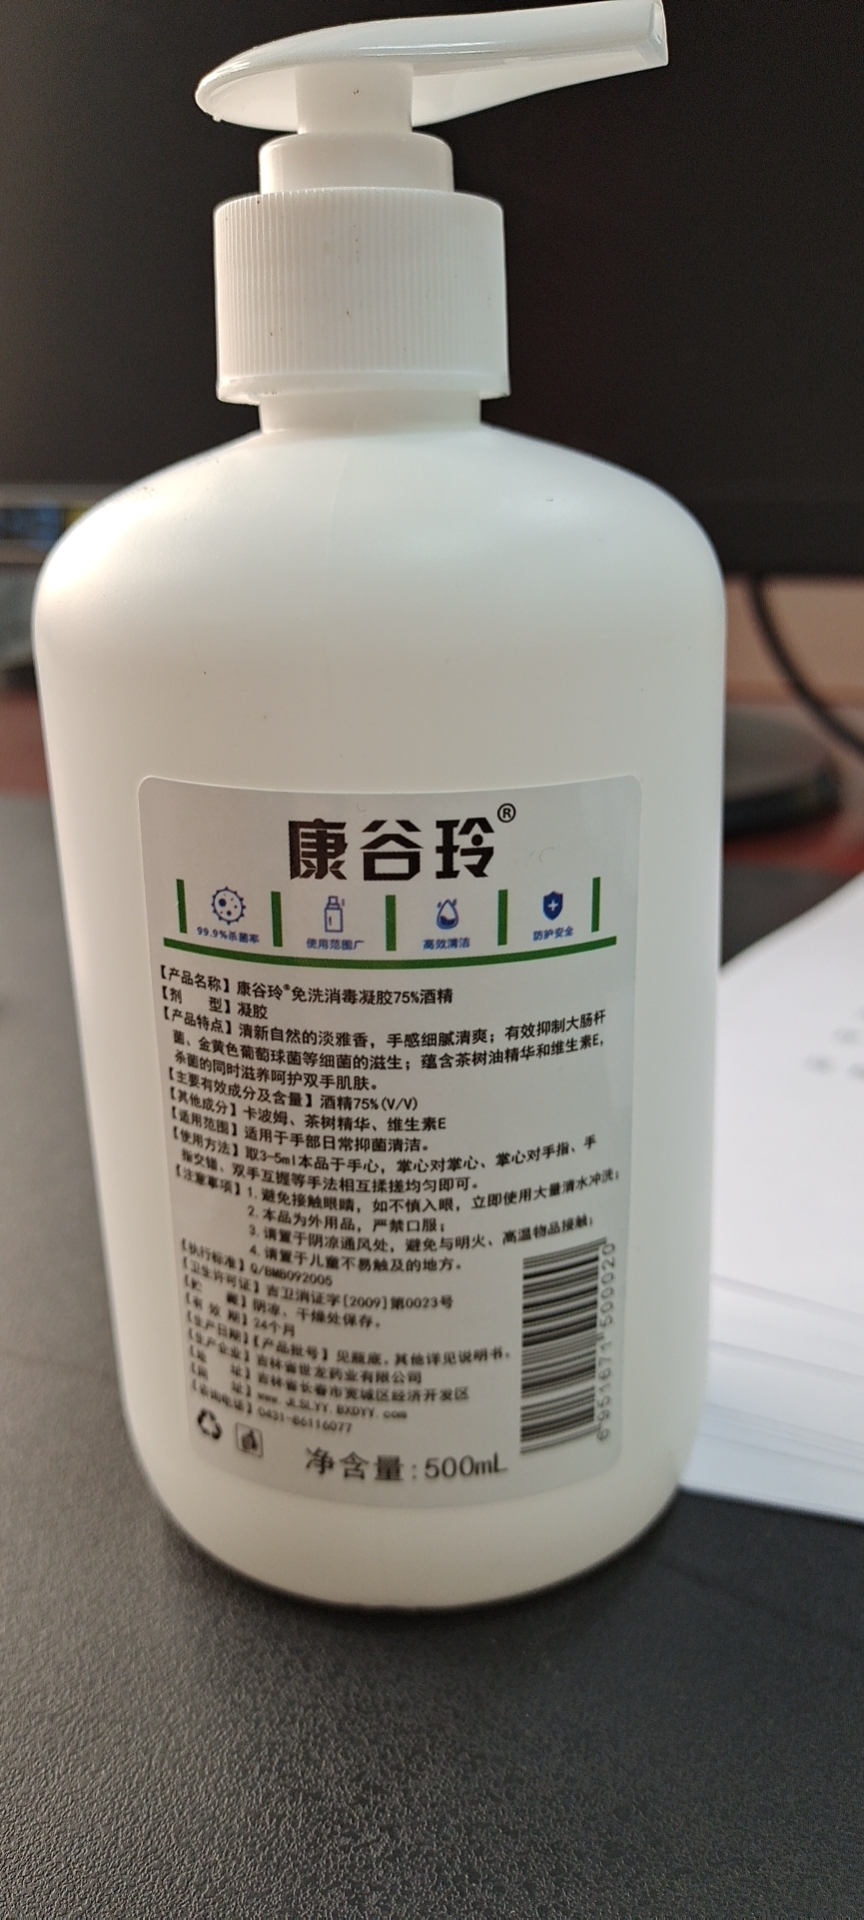 康谷玲®
99.9%杀菌率 使用范围广 高效清洁 防护安全
【产品名称】康谷玲®免洗消毒凝胶75%酒精
【剂 型】凝胶
【产品特点】清新自然的淡雅香，手感细腻清爽；有效抑制大肠杆
菌、金黄色葡萄球菌等细菌的滋生；蕴含茶树油精华和维生素E，
杀菌的同时滋养呵护双手肌肤。
【主要有效成分及含量】酒精75%(V/V)
【其他成分】卡波姆、茶树精华、维生素E
【适用范围】适用于手部日常抑菌清洁。
【使用方法】取3-5ml本品于手心，掌心对掌心、掌心对手指、手
指交错、双手互握等手法相互揉搓均匀即可。
【注意事项】1.避免接触眼睛，如不慎入眼，立即使用大量清水冲洗；
2.本品为外用品，严禁口服；
3.请置于阴凉通风处，避免与明火、高温物品接触；
4.请置于儿童不易触及的地方。
【执行标准】Q/BMB092005
【卫生许可证】吉卫消证字[2009]第0023号
【贮 藏】阴凉、干燥处保存。
【有 效 期】24个月
【生产日期】【产品批号】见瓶底，其他详见说明书。
【生产企业】吉林省世龙药业有限公司
【地 址】吉林省长春市宽城区经济开发区
【网 址】www.JLSLYY.BXDYY.com
【咨询电话】0431-86116077
净含量:500mL
6 951671 500020